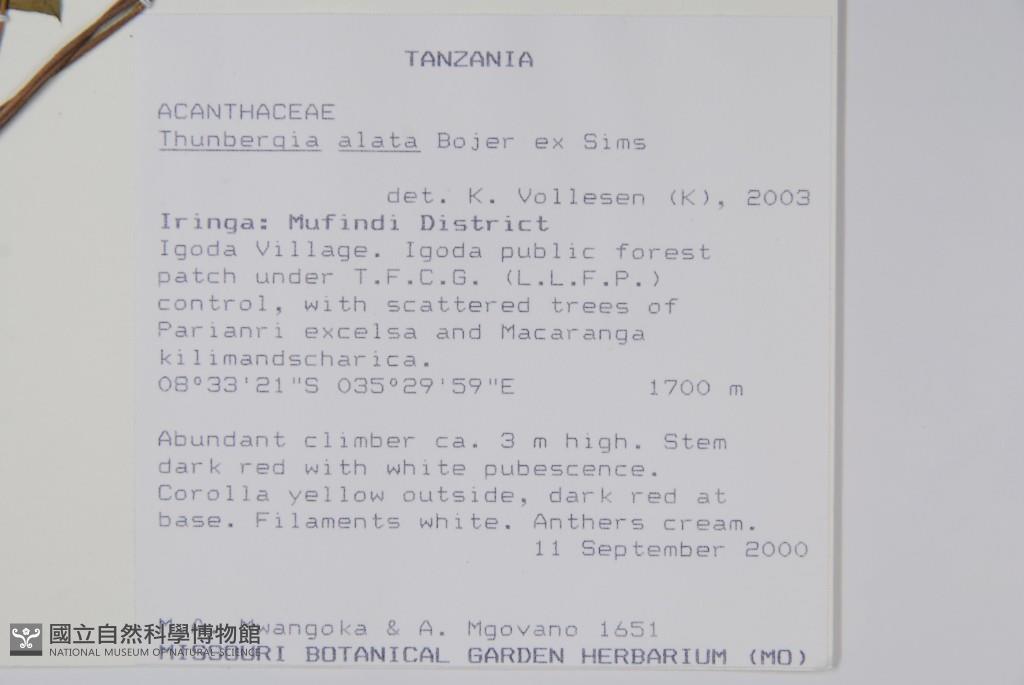 TANZANIA
ACANTHACEAE
Thunbergia alata Bojer ex Sims
det. K. Vollesen (K), 2003
Iringa: Mufindi District
Igoda Village. Igoda public forest
patch under T.F.C.G. (L.L.F.P.)
control, with scattered trees of
Parianri excelsa and Macaranga
kilimandscharica.
08°33'21"S 035°29'59"E 1700 m
Abundant climber ca. 3 m high. Stem
dark red with white pubescence.
Corolla yellow outside, dark red at
base. Filaments white. Anthers cream.
11 September 2000
Mwangoka & A. Mgovano 1651
MISSOURI BOTANICAL GARDEN HERBARIUM (MO)
國立自然科學博物館
NATIONAL MUSEUM OF NATURAL SCIENCE